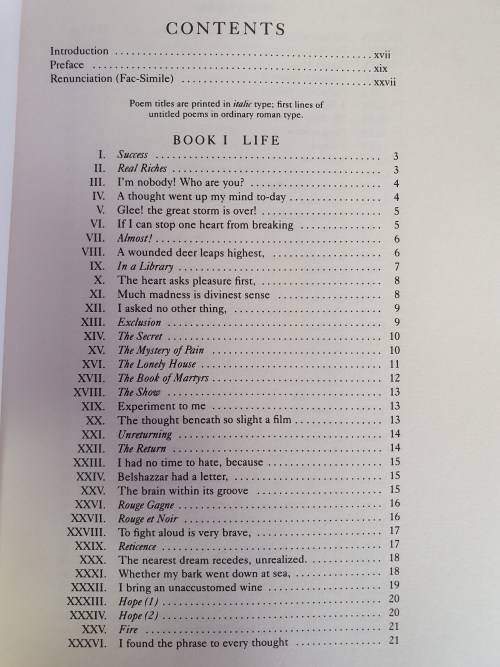 CONTENTS
Introduction .......... xvii
Preface .......... xix
Renunciation (Fac-Simile) .......... xxvii
Poem titles are printed in italic type; first lines of
untitled poems in ordinary roman type.
BOOK I LIFE
I. Success .......... 3
II. Real Riches .......... 3
III. I'm nobody! Who are you? .......... 4
IV. A thought went up my mind to-day .......... 4
V. Glee! the great storm is over! .......... 5
VI. If I can stop one heart from breaking .......... 5
VII. Almost! .......... 6
VIII. A wounded deer leaps highest, .......... 6
IX. In a Library .......... 7
X. The heart asks pleasure first, .......... 8
XI. Much madness is divinest sense .......... 8
XII. I asked no other thing, .......... 9
XIII. Exclusion .......... 9
XIV. The Secret .......... 10
XV. The Mystery of Pain .......... 10
XVI. The Lonely House .......... 11
XVII. The Book of Martyrs .......... 12
XVIII. The Show .......... 13
XIX. Experiment to me .......... 13
XX. The thought beneath so slight a film .......... 13
XXI. Unreturning .......... 14
XXII. The Return .......... 14
XXIII. I had no time to hate, because .......... 15
XXIV. Belshazzar had a letter, .......... 15
XXV. The brain within its groove .......... 15
XXVI. Rouge Gagne .......... 16
XXVII. Rouge et Noir .......... 16
XXVIII. To fight aloud is very brave, .......... 17
XXIX. Reticence .......... 17
XXX. The nearest dream recedes, unrealized. .......... 18
XXXI. Whether my bark went down at sea, .......... 18
XXXII. I bring an unaccustomed wine .......... 19
XXXIII. Hope (1) .......... 20
XXXIV. Hope (2) .......... 20
XXV. Fire .......... 21
XXXVI. I found the phrase to every thought .......... 21